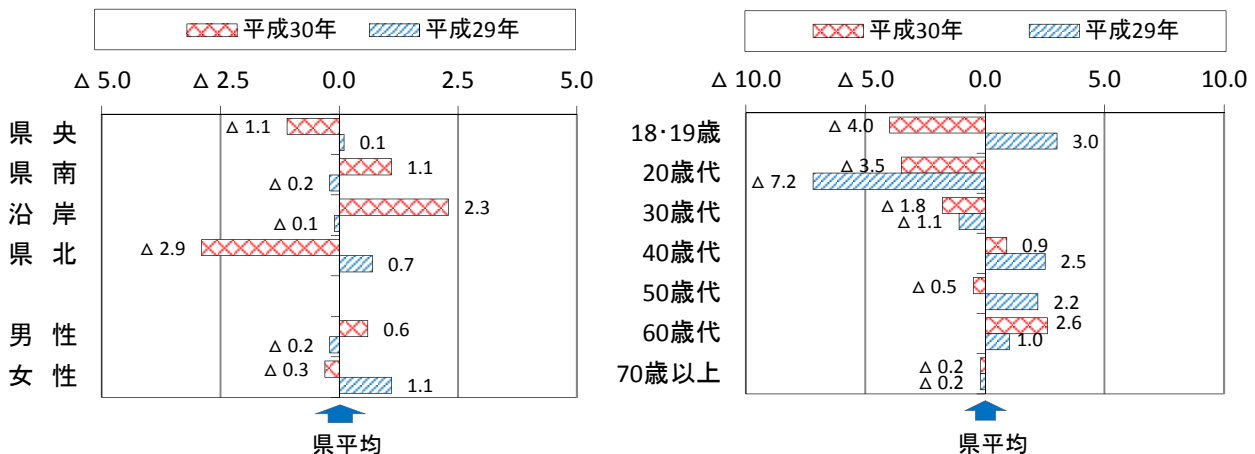 平成30年 平成29年
△ 5.0 △ 2.5 0.0 2.5 5.0
県 央 △ 1.1 0.1
県 南 1.1 △ 0.2
沿 岸 2.3 △ 0.1
県 北 △ 2.9 0.7
男 性 0.6 △ 0.2
女 性 △ 0.3 1.1
県平均
平成30年 平成29年
△ 10.0 △ 5.0 0.0 5.0 10.0
18･19歳 △ 4.0 3.0
20歳代 △ 3.5 △ 7.2
30歳代 △ 1.8 △ 1.1
40歳代 0.9 2.5
50歳代 △ 0.5 2.2
60歳代 2.6 1.0
70歳以上 △ 0.2 △ 0.2
県平均